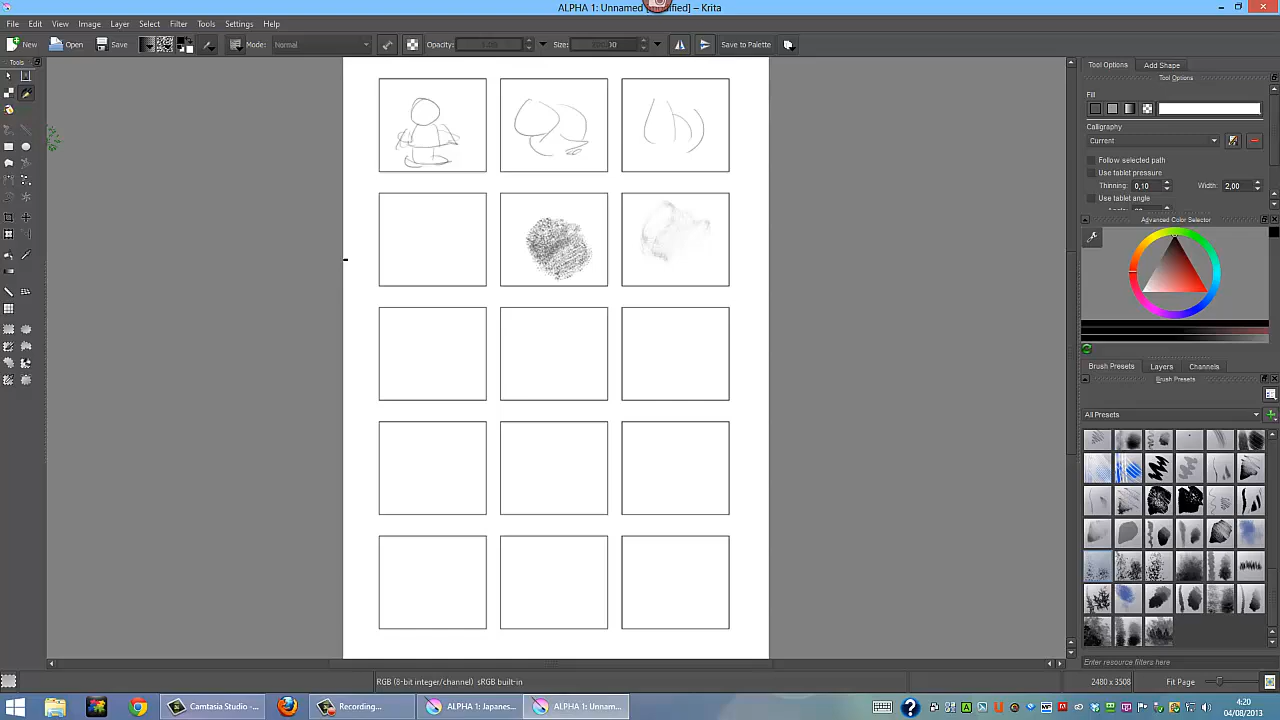 ALPHA 1: Unnamed [modified] – Krita
File Edit View Image Layer Select Filter Tools Settings Help
New Open Save Mode: Normal Opacity: Size: Save to Palette
Tools
Tool Options Add Shape
Tool Options
Fill
Calligraphy
Current
Follow selected path
Use tablet pressure
Thinning: 0,10 Width: 2,00
Use tablet angle
Advanced Color Selector
Brush Presets Layers Channels
Brush Presets
All Presets
Enter resource filters here
RGB (8-bit integer/channel) sRGB built-in 2480 x 3508 Fit Page
Camtasia Studio - ... Recording... ALPHA 1: Japanes... ALPHA 1: Unnam...
4:20
04/08/2013